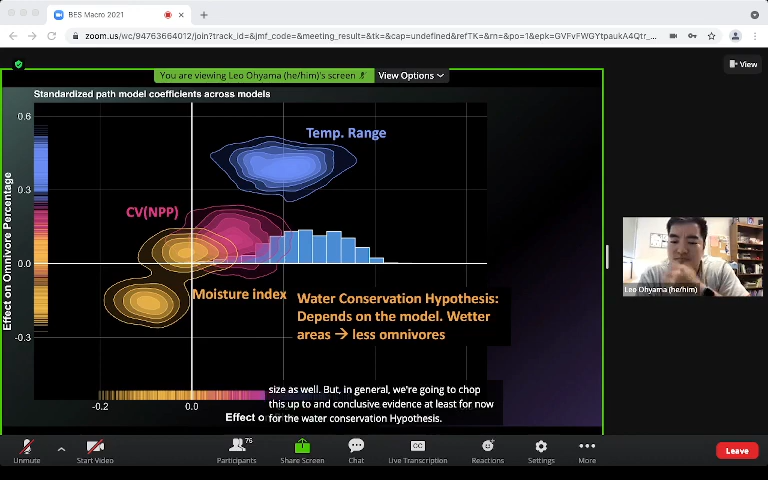 BES Macro 2021
zoom.us/wc/94763664012/join?track_id=&jmf_code=&meeting_result=&tk=&cap=undefined&refTK=&rn=&po=1&epk=GVFvFWGYtpaukA4Qtr_...
You are viewing Leo Ohyama (he/him)'s screen
View Options
View
Standardized path model coefficients across models
0.6
Temp. Range
0.3
CV(NPP)
Effect on Omnivore Percentage
0.0
Moisture index
Water Conservation Hypothesis:
Depends on the model. Wetter
areas → less omnivores
-0.3
Leo Ohyama (he/him)
size as well. But, in general, we're going to chop
this up to and conclusive evidence at least for now
for the water conservation Hypothesis.
-0.2
0.0
Effect o
Unmute
Start Video
Participants
75
Share Screen
Chat
CC
Live Transcription
Reactions
Settings
More
Leave